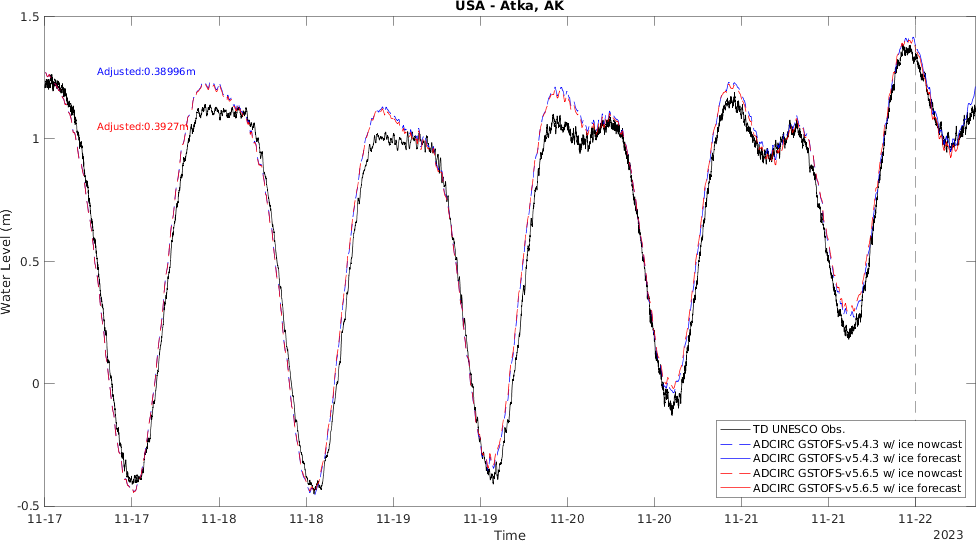 USA - Atka, AK
1.5
Adjusted:0.38996m
Adjusted:0.3927m
1
0.5
0
-0.5
Water Level (m)
TD UNESCO Obs.
ADCIRC GSTOFS-v5.4.3 w/ ice nowcast
ADCIRC GSTOFS-v5.4.3 w/ ice forecast
ADCIRC GSTOFS-v5.6.5 w/ ice nowcast
ADCIRC GSTOFS-v5.6.5 w/ ice forecast
11-17 11-17 11-18 11-18 11-19 11-19 11-20 11-20 11-21 11-21 11-22
Time
2023